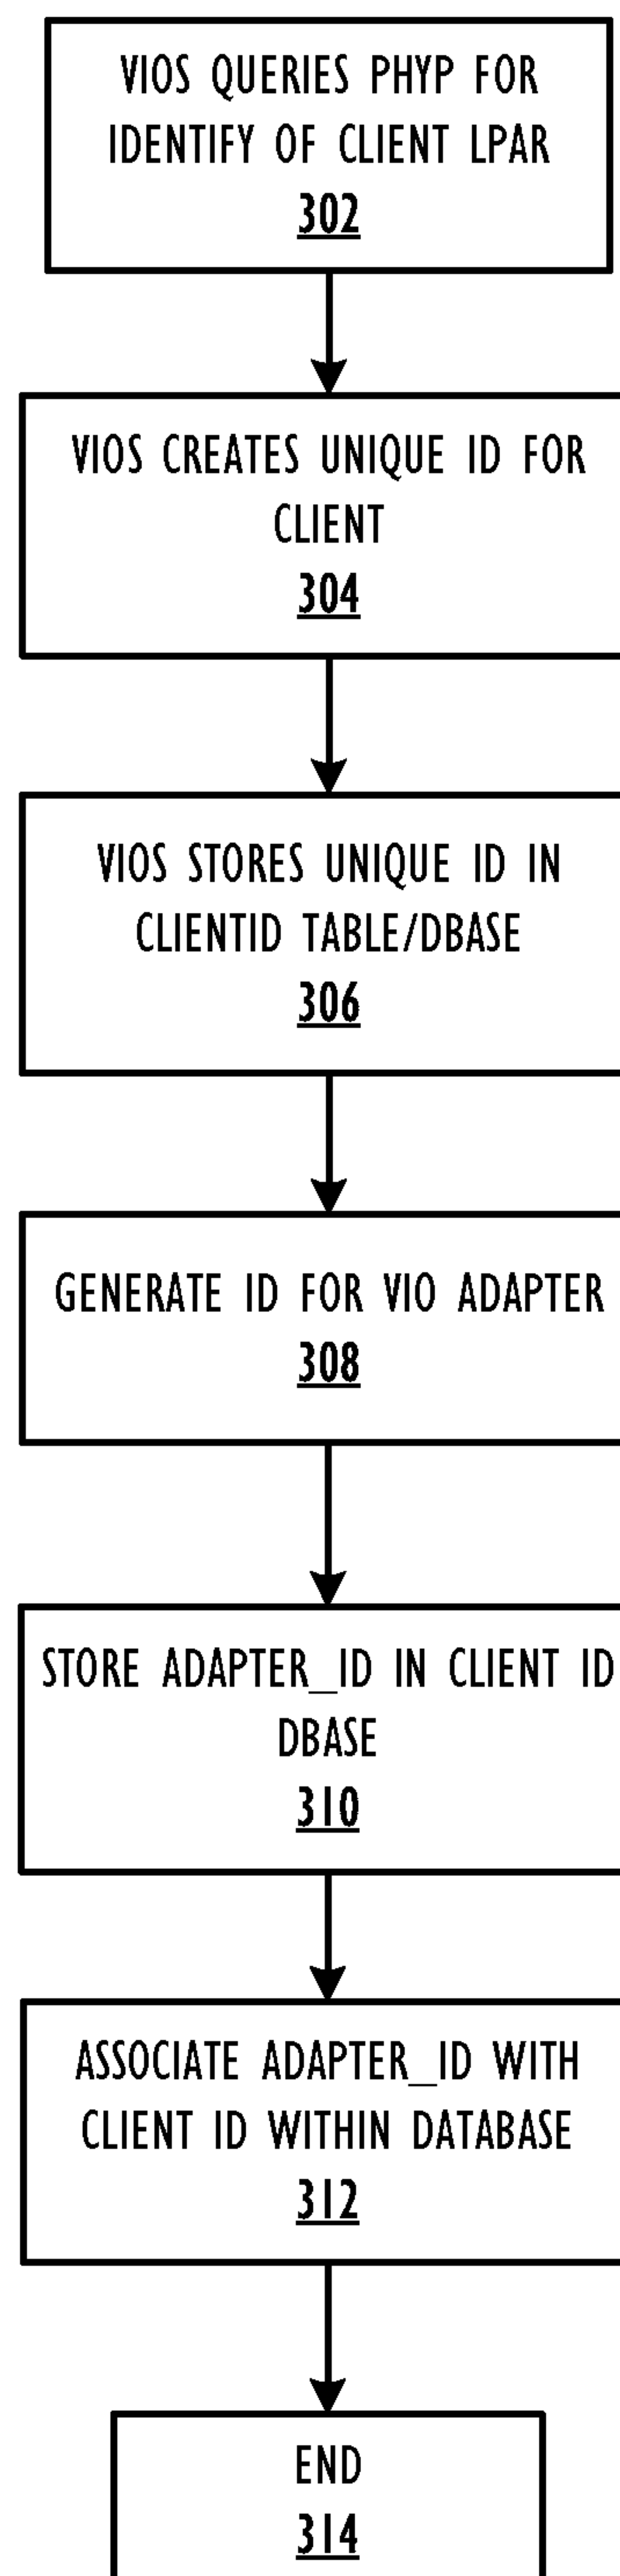 VIOS QUERIES PHYP FOR
IDENTIFY OF CLIENT LPAR
302
VIOS CREATES UNIQUE ID FOR
CLIENT
304
VIOS STORES UNIQUE ID IN
CLIENTID TABLE/DBASE
306
GENERATE ID FOR VIO ADAPTER
308
STORE ADAPTER_ID IN CLIENT ID
DBASE
310
ASSOCIATE ADAPTER_ID WITH
CLIENT ID WITHIN DATABASE
312
END
314